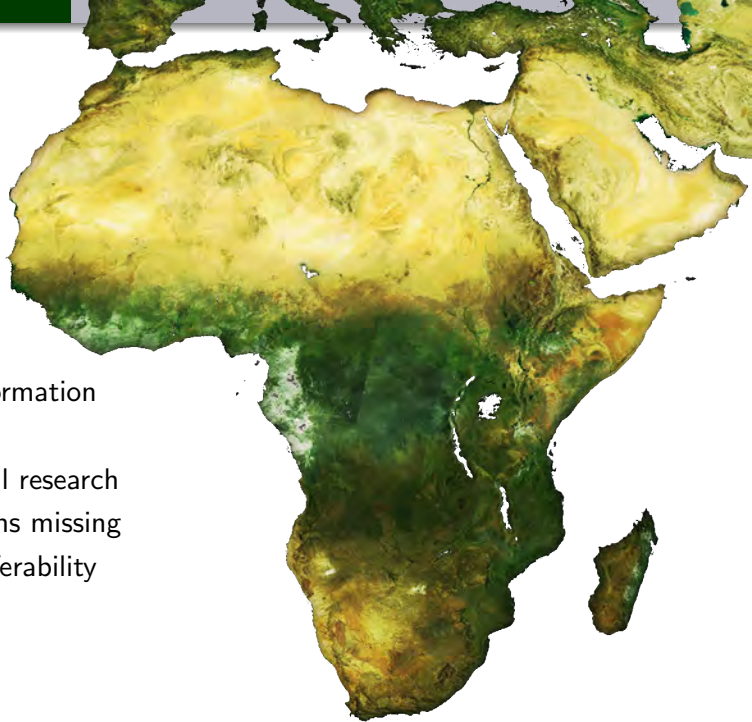 ormation
l research
ns missing
erability